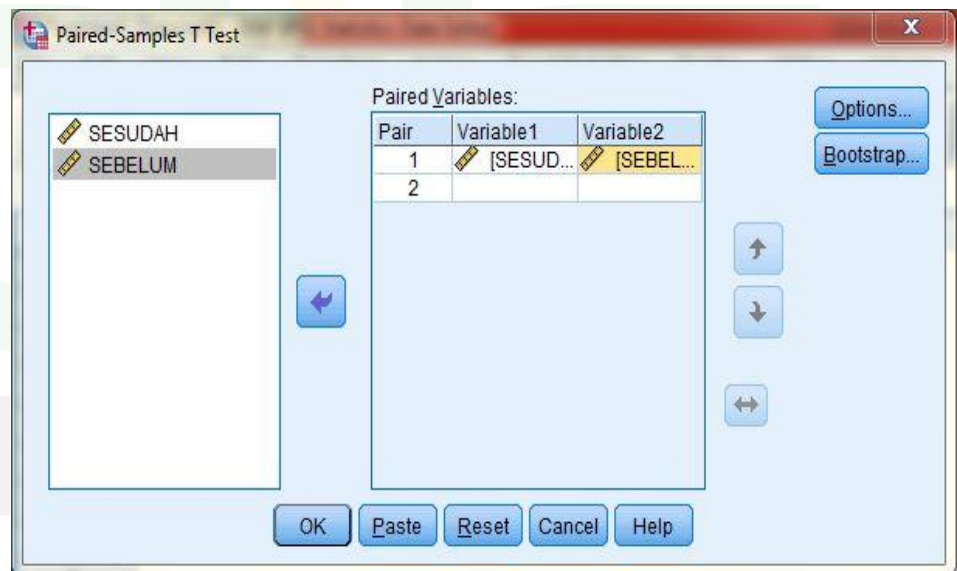 Paired-Samples T Test
X
SESUDAH
SEBELUM
Paired Variables:
Pair Variable1 Variable2
1 [SESUD... [SEBEL...
2
Options...
Bootstrap...
OK Paste Reset Cancel Help